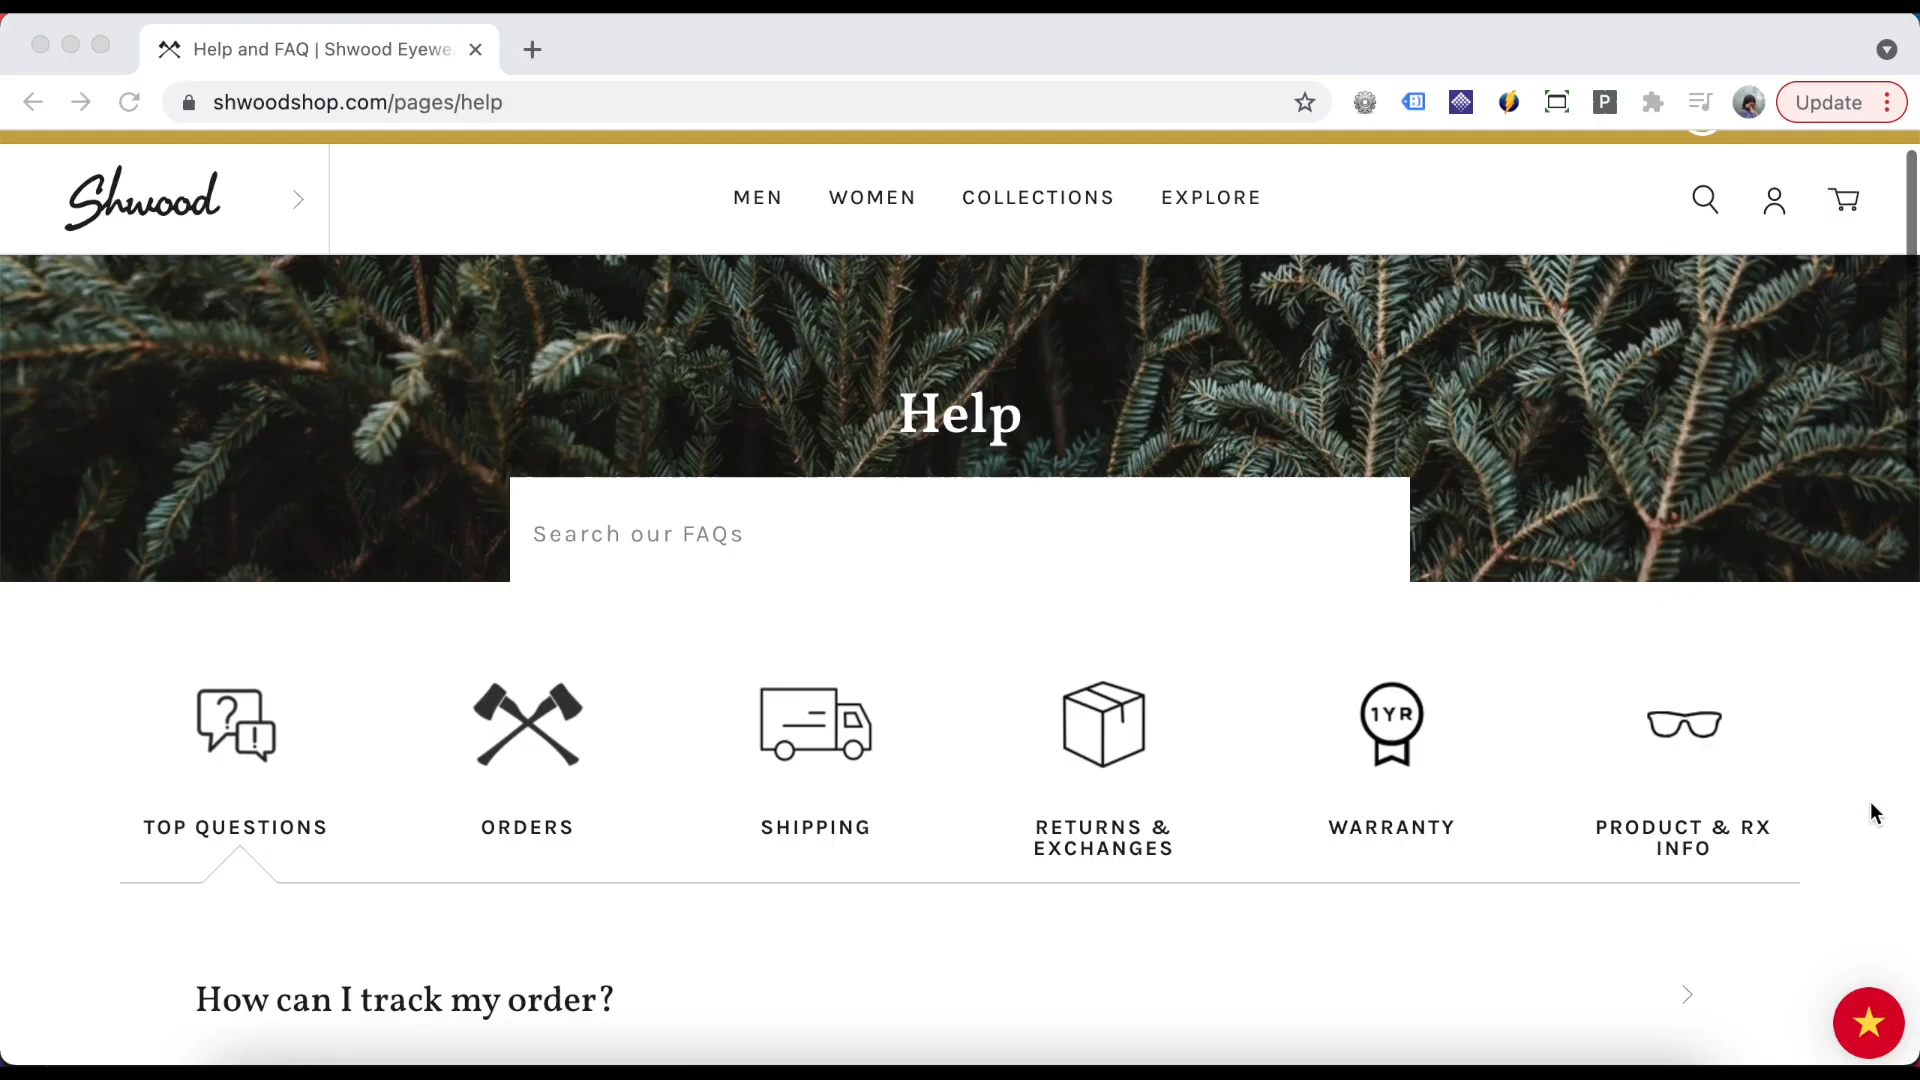 Help and FAQ | Shwood Eyewe
shwoodshop.com/pages/help
P
Update
Shwood
MEN
WOMEN
COLLECTIONS
EXPLORE
Help
Search our FAQs
?
!
1YR
TOP QUESTIONS
ORDERS
SHIPPING
RETURNS &
EXCHANGES
WARRANTY
PRODUCT & RX
INFO
How can I track my order?